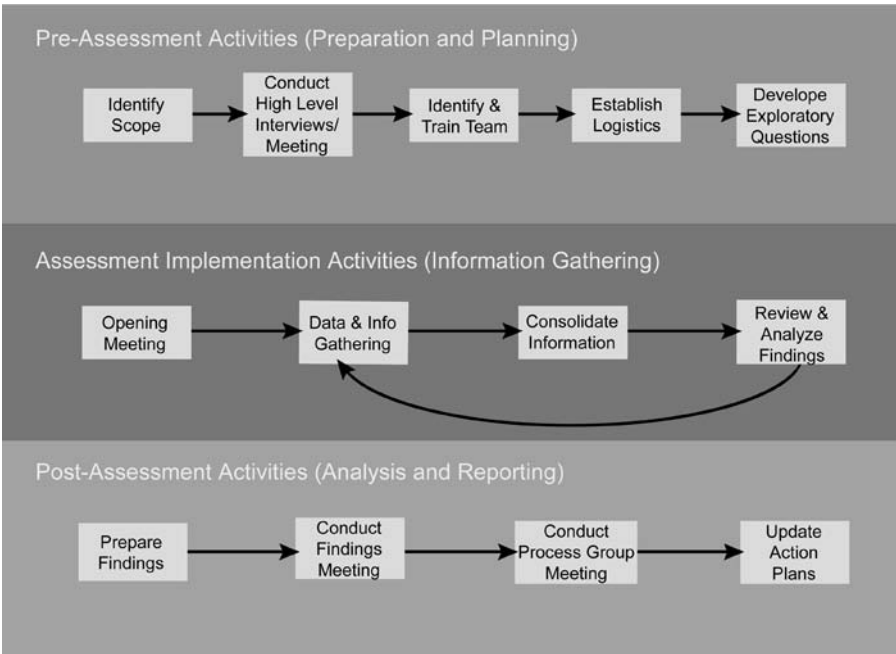 Pre-Assessment Activities (Preparation and Planning)
Identify
Scope
Conduct
High Level
Interviews/
Meeting
Identify &
Train Team
Establish
Logistics
Develope
Exploratory
Questions
Assessment Implementation Activities (Information Gathering)
Opening
Meeting
Data & Info
Gathering
Consolidate
Information
Review &
Analyze
Findings
Post-Assessment Activities (Analysis and Reporting)
Prepare
Findings
Conduct
Findings
Meeting
Conduct
Process Group
Meeting
Update
Action
Plans